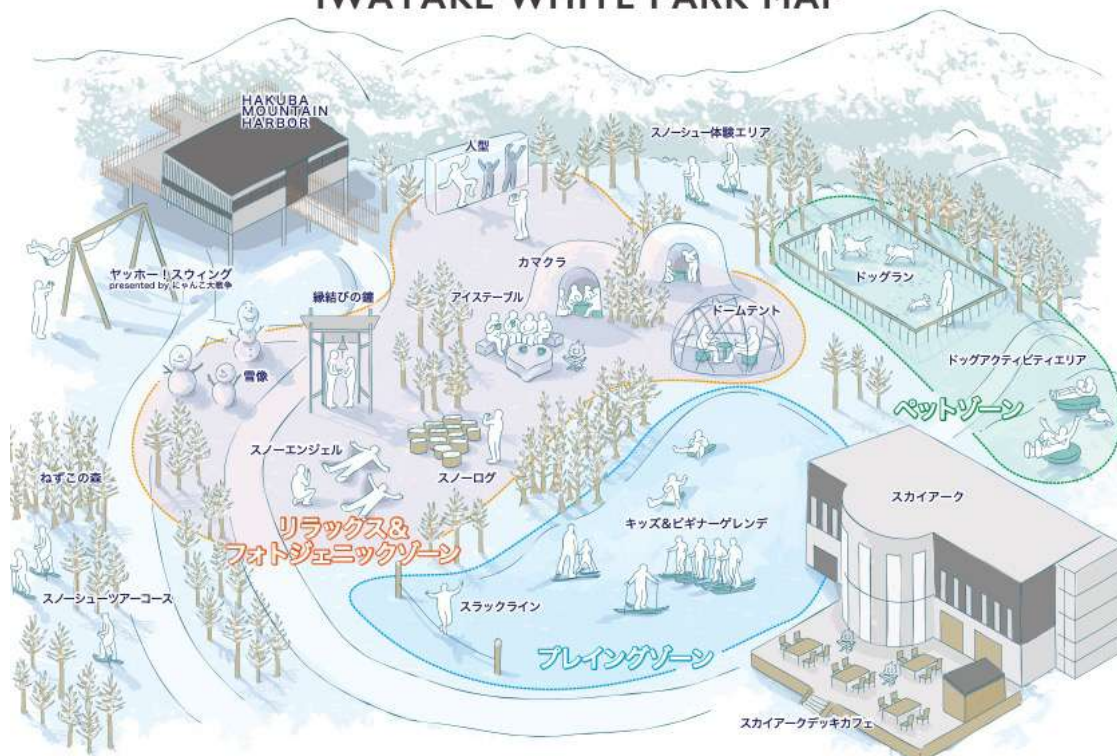 IWATAKE WHITE PARK MAP
HAKUBA
MOUNTAIN
HARBOR
人型
スノーシュー体験エリア
カマクラ
ドッグラン
ヤッホー！スウィング
presented by にゃんこ大戦争
縁結びの鐘
アイステーブル
ドームテント
雪像
ドッグアクティビティエリア
ペットゾーン
ねずこの森
スノーエンジェル
スノーログ
スカイアーク
リラックス&
フォトジェニックゾーン
キッズ&ビギナーゲレンデ
スノーシューツアーコース
スラックライン
プレイングゾーン
スカイアークデッキカフェ